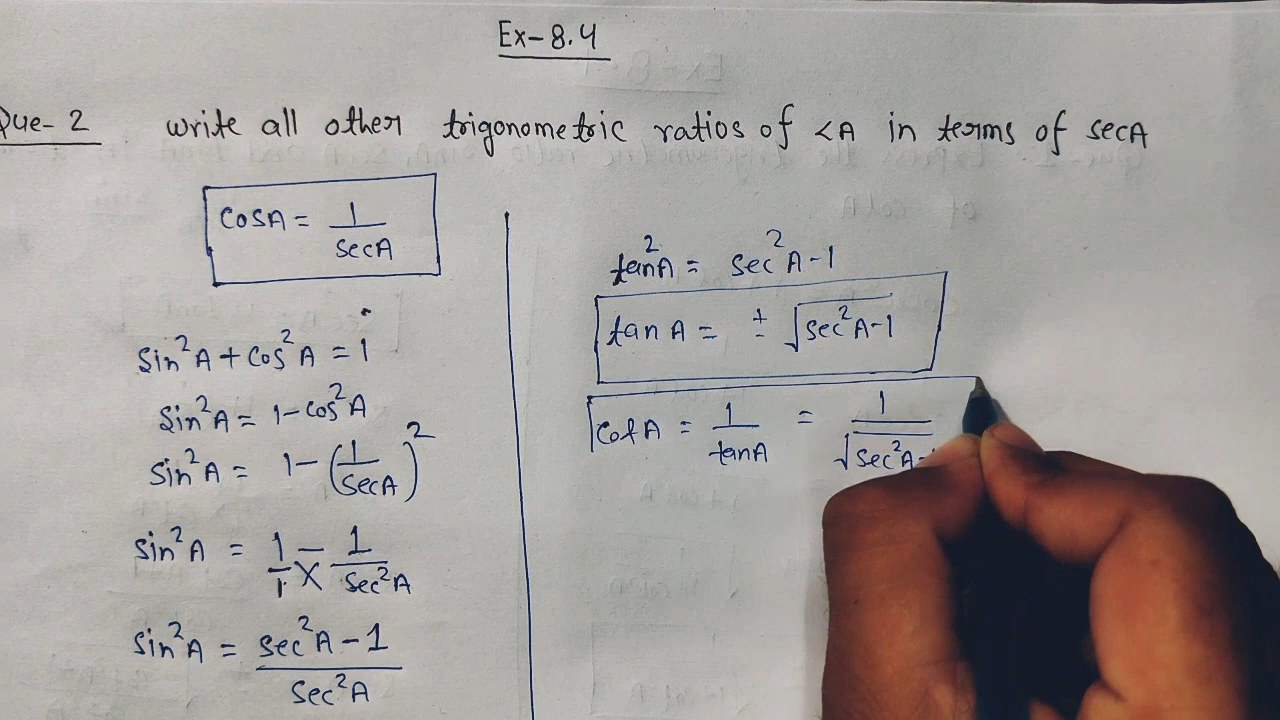 Ex-8.4
Que-2 write all other trigonometric ratios of <A in terms of secA
cosA = 1/secA
sin²A + cos²A = 1
sin²A = 1-cos²A
sin²A = 1-(1/secA)²
sin²A = 1/1 - 1/sec²A
sin²A = sec²A-1/sec²A
tan²A = sec²A-1
tan A = ± √sec²A-1
cotA = 1/tanA = 1/√sec²A-